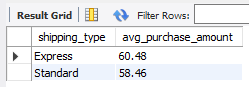 Result Grid Filter Rows:
shipping_type avg_purchase_amount
Express 60.48
Standard 58.46